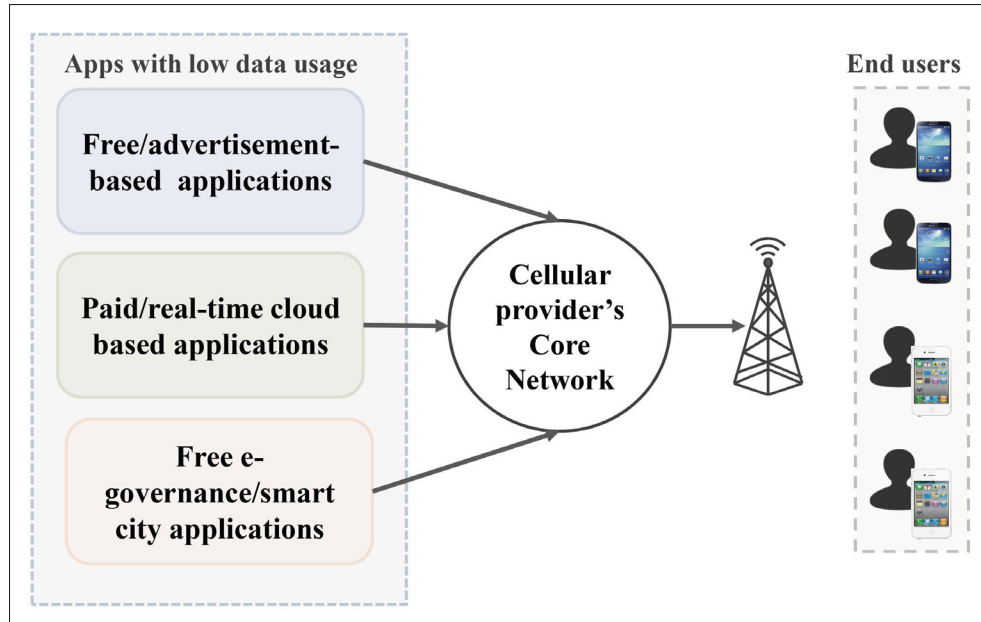 Apps with low data usage
Free/advertisement-
based applications
Paid/real-time cloud
based applications
Free e-
governance/smart
city applications
Cellular
provider’s
Core
Network
End users